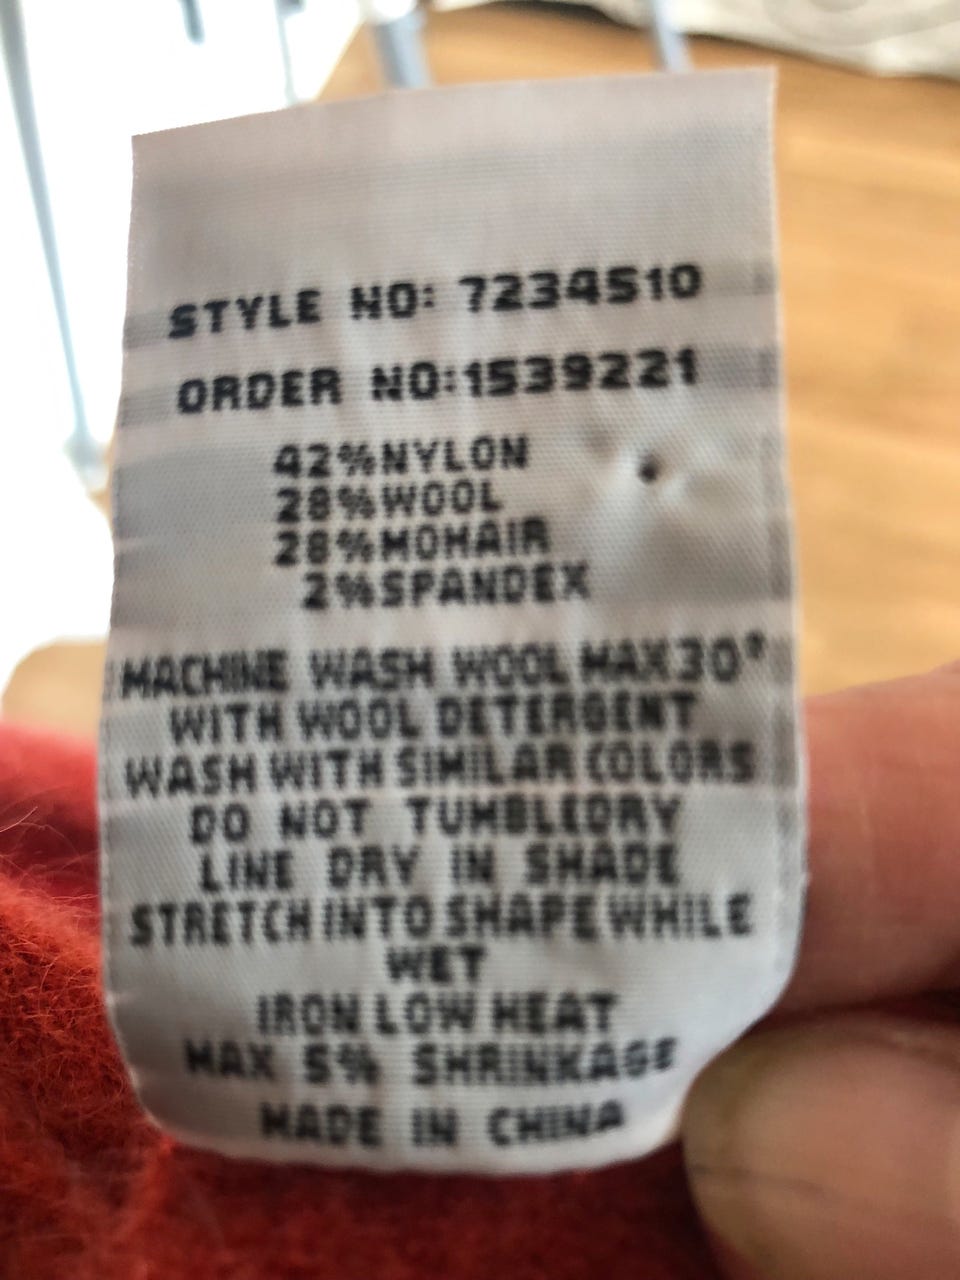 STYLE NO: 7234510
ORDER NO:1539221
42%NYLON
28%WOOL
28%MOHAIR
2%SPANDEX
MACHINE WASH WOOL MAX30°
WITH WOOL DETERGENT
WASH WITH SIMILAR COLORS
DO NOT TUMBLEDRY
LINE DRY IN SHADE
STRETCH INTO SHAPE WHILE
WET
IRON LOW HEAT
MAX 5% SHRINKAGE
MADE IN CHINA